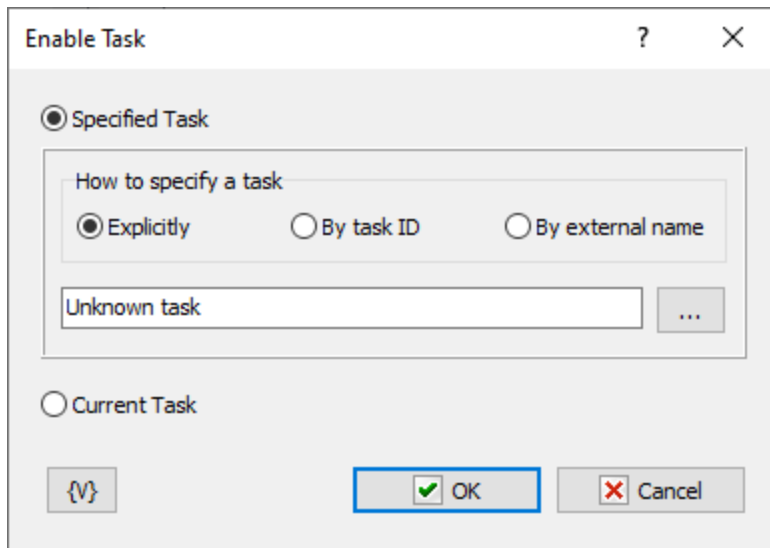 Enable Task
?
Specified Task
How to specify a task
Explicitly By task ID By external name
Unknown task
...
Current Task
{V} OK Cancel